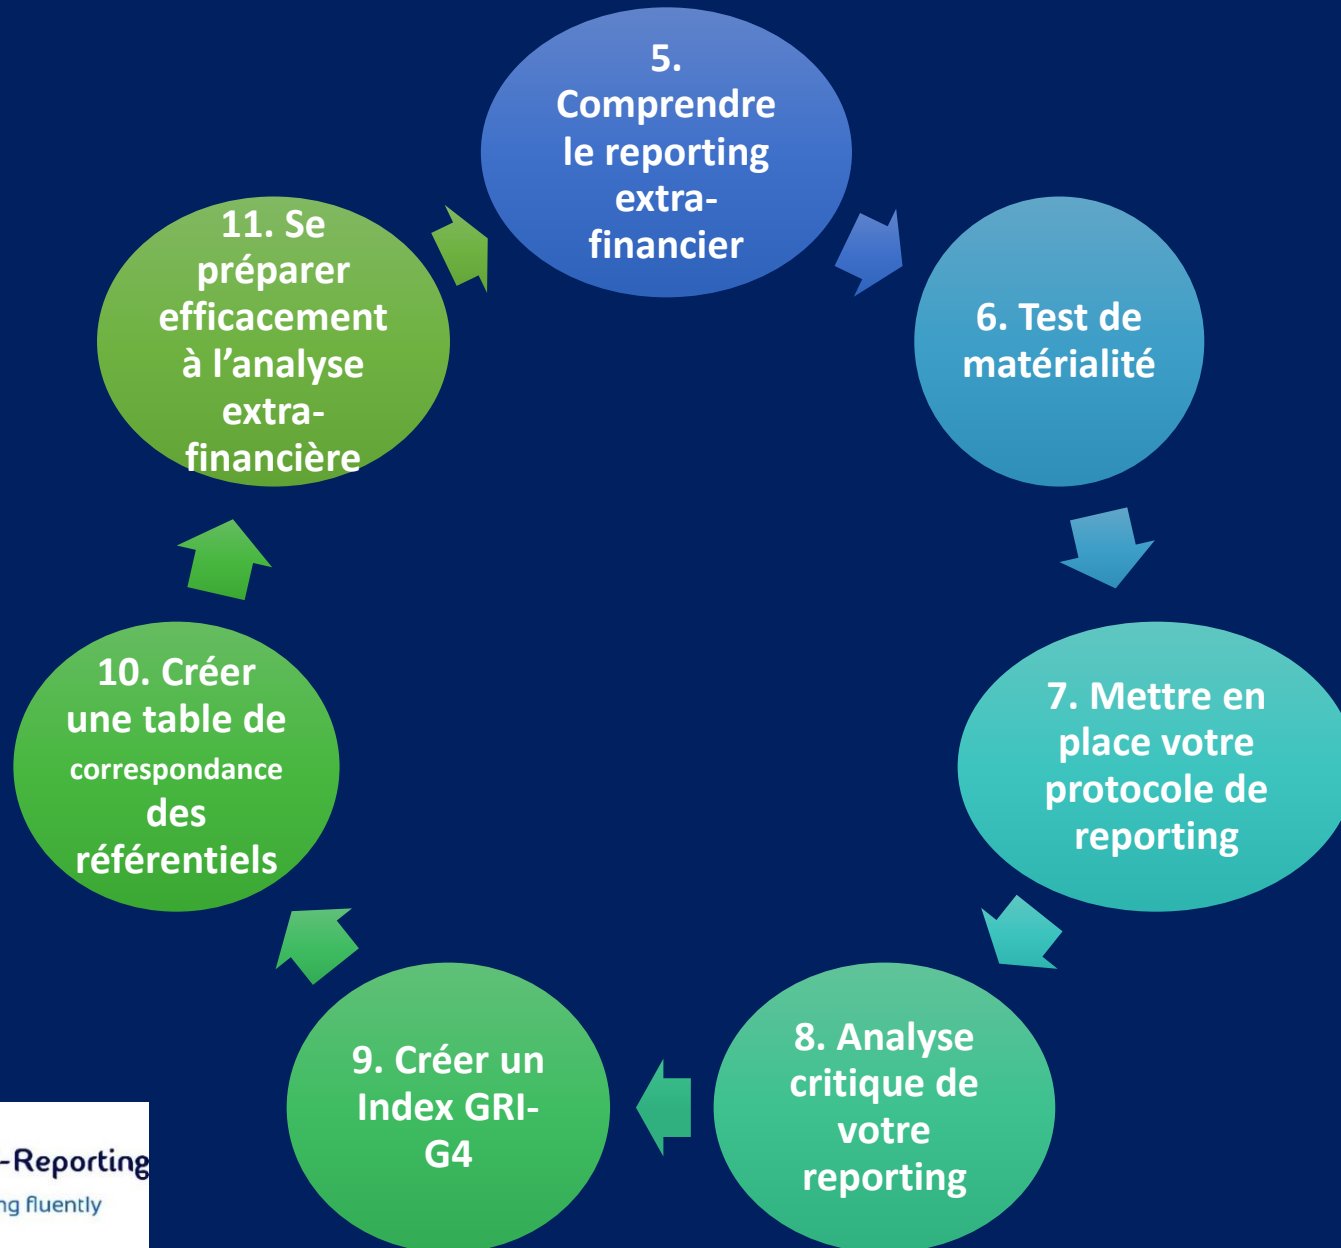 5.
Comprendre
le reporting
extra-
financier
6. Test de
matérialité
7. Mettre en
place votre
protocole de
reporting
8. Analyse
critique de
votre
reporting
9. Créer un
Index GRI-
G4
10. Créer
une table de
correspondance
des
référentiels
11. Se
préparer
efficacement
à l’analyse
extra-
financière
-Reporting
fluently